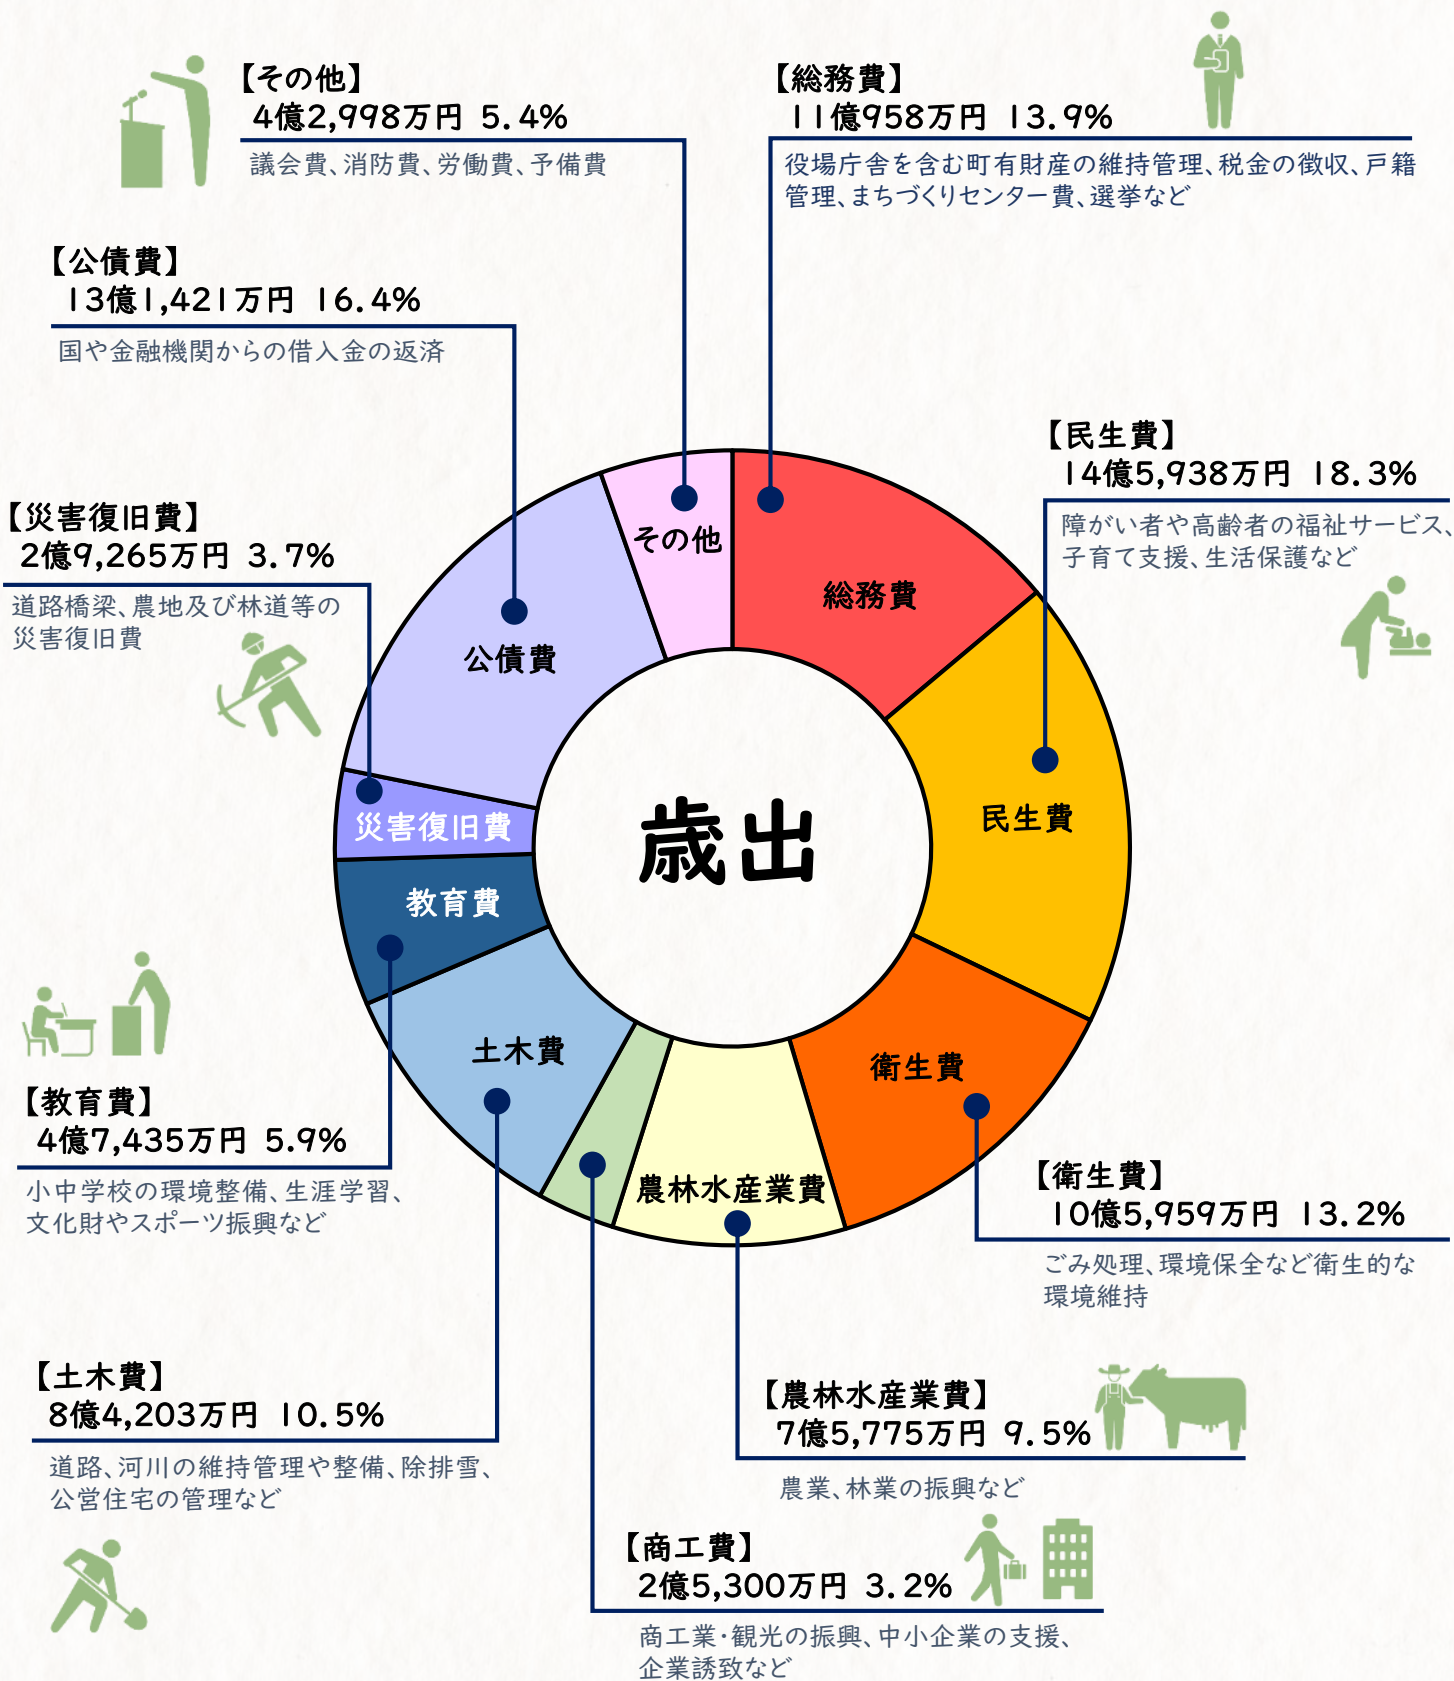 【その他】
4億2,998万円 5.4%
議会費、消防費、労働費、予備費
【総務費】
11億958万円 13.9%
役場庁舎を含む町有財産の維持管理、税金の徴収、戸籍
管理、まちづくりセンター費、選挙など
【公債費】
13億1,421万円 16.4%
国や金融機関からの借入金の返済
【民生費】
14億5,938万円 18.3%
障がい者や高齢者の福祉サービス、
子育て支援、生活保護など
【災害復旧費】
2億9,265万円 3.7%
道路橋梁、農地及び林道等の
災害復旧費
その他
総務費
公債費
民生費
災害復旧費
歳出
教育費
土木費
衛生費
農林水産業費
【教育費】
4億7,435万円 5.9%
小中学校の環境整備、生涯学習、
文化財やスポーツ振興など
【衛生費】
10億5,959万円 13.2%
ごみ処理、環境保全など衛生的な
環境維持
【土木費】
8億4,203万円 10.5%
道路、河川の維持管理や整備、除排雪、
公営住宅の管理など
【農林水産業費】
7億5,775万円 9.5%
農業、林業の振興など
【商工費】
2億5,300万円 3.2%
商工業・観光の振興、中小企業の支援、
企業誘致など